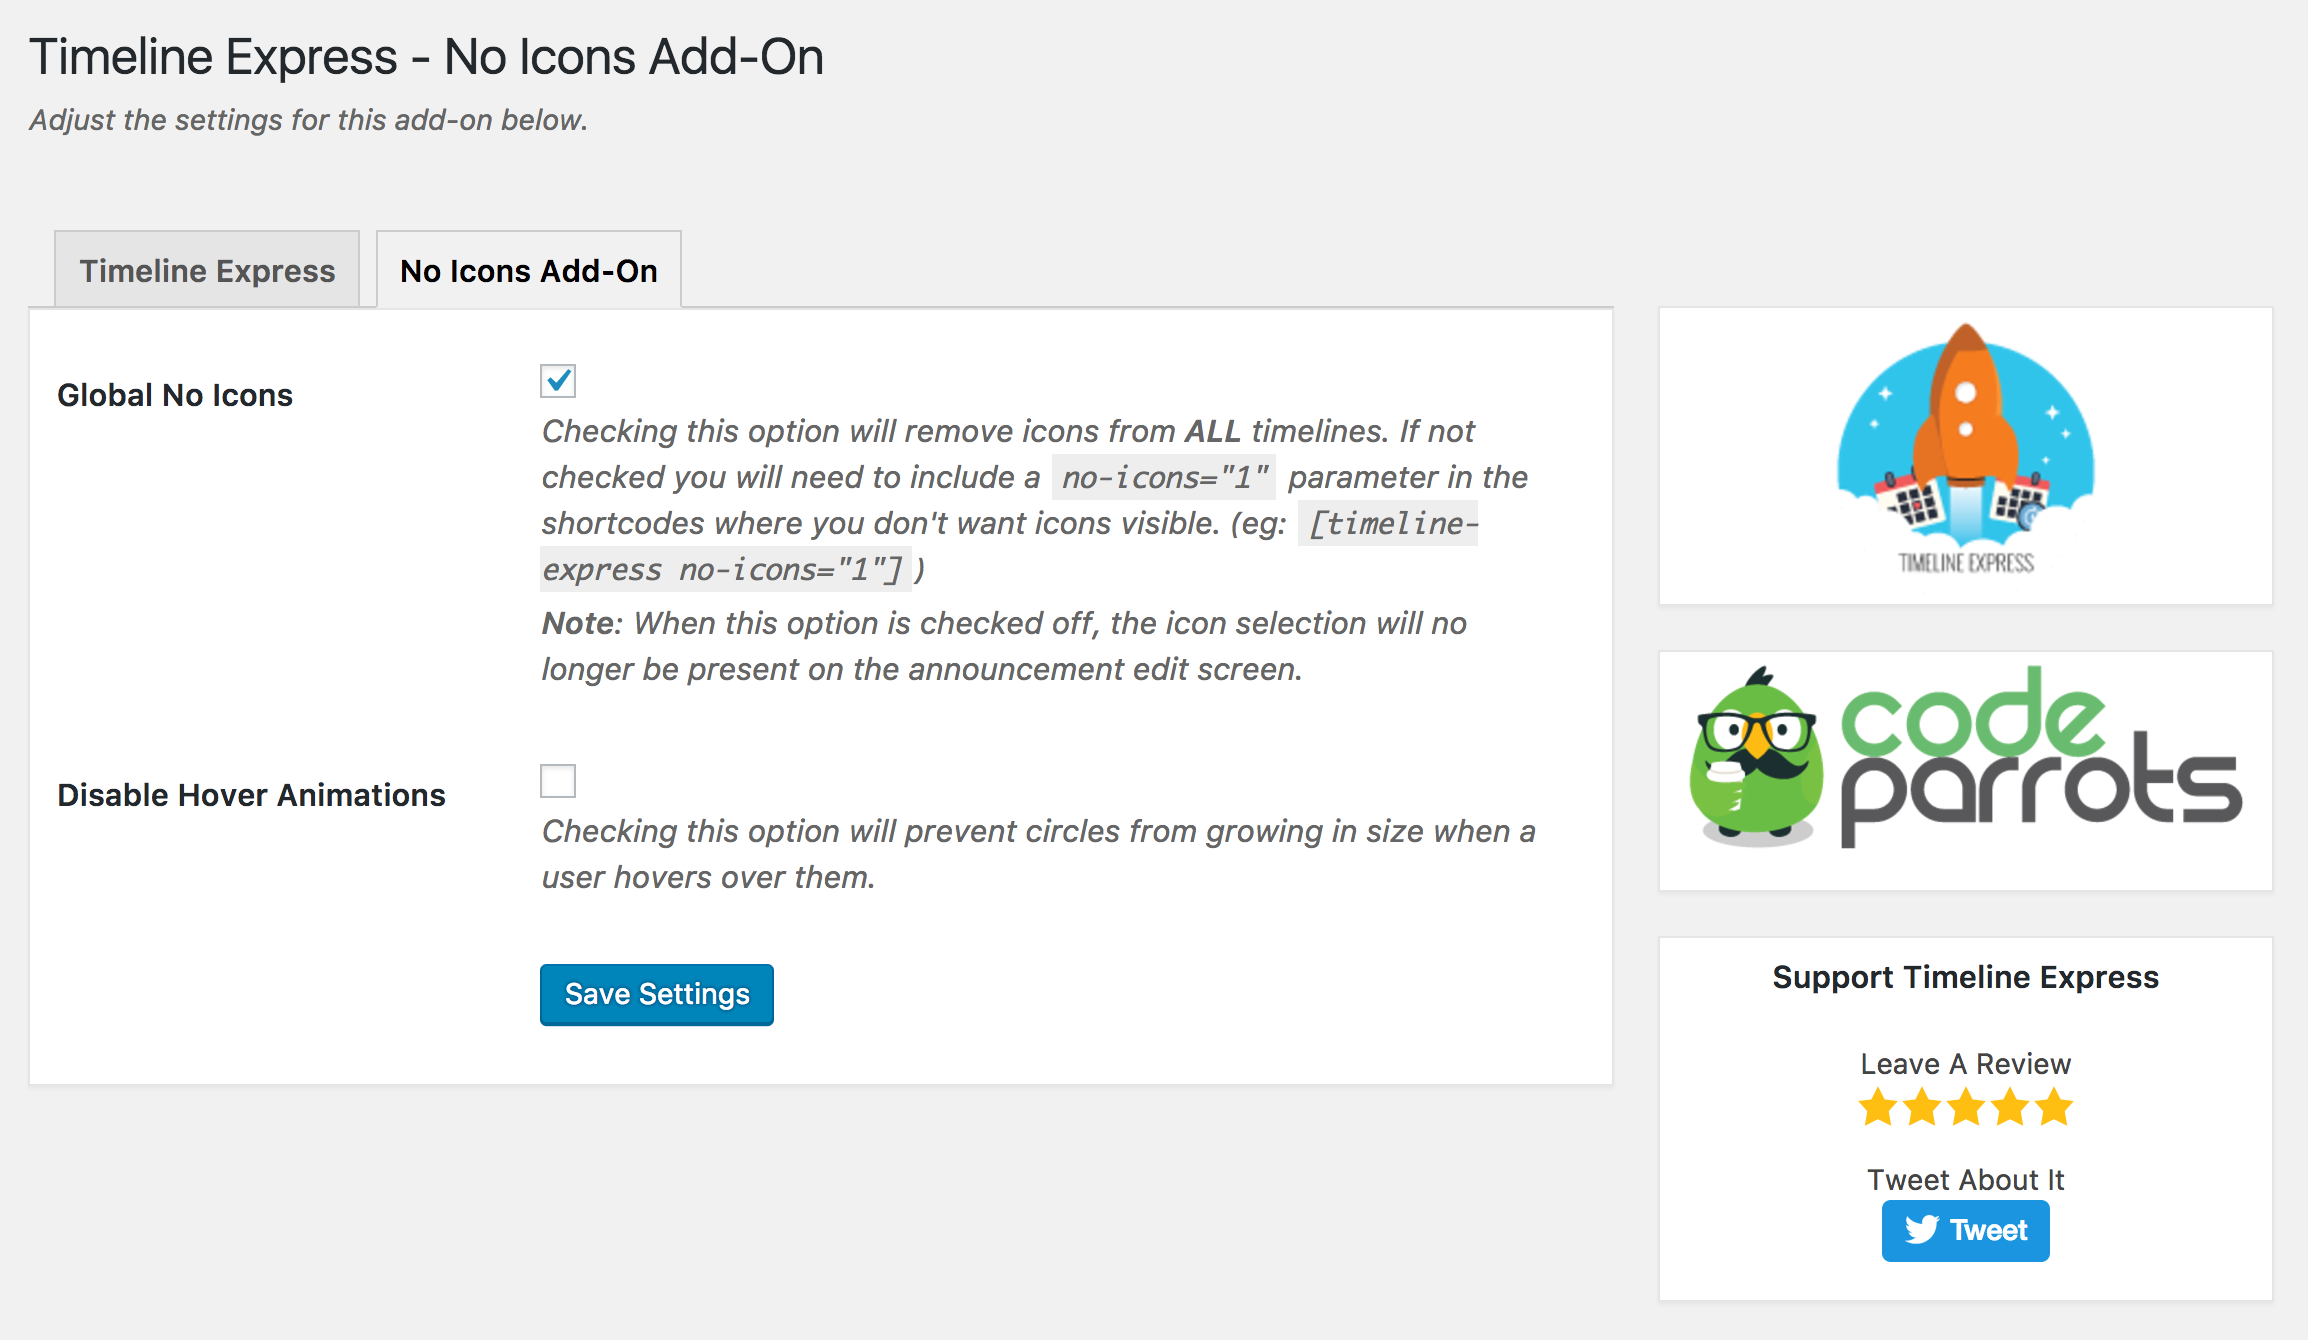 Timeline Express - No Icons Add-On
Adjust the settings for this add-on below.
Timeline Express
No Icons Add-On
Global No Icons
Checking this option will remove icons from ALL timelines. If not
checked you will need to include a no-icons="1" parameter in the
shortcodes where you don't want icons visible. (eg: [timeline-
express no-icons="1"] )
Note: When this option is checked off, the icon selection will no
longer be present on the announcement edit screen.
Disable Hover Animations
Checking this option will prevent circles from growing in size when a
user hovers over them.
Save Settings
TIMELINE EXPRESS
code
parrots
Support Timeline Express
Leave A Review
Tweet About It
Tweet